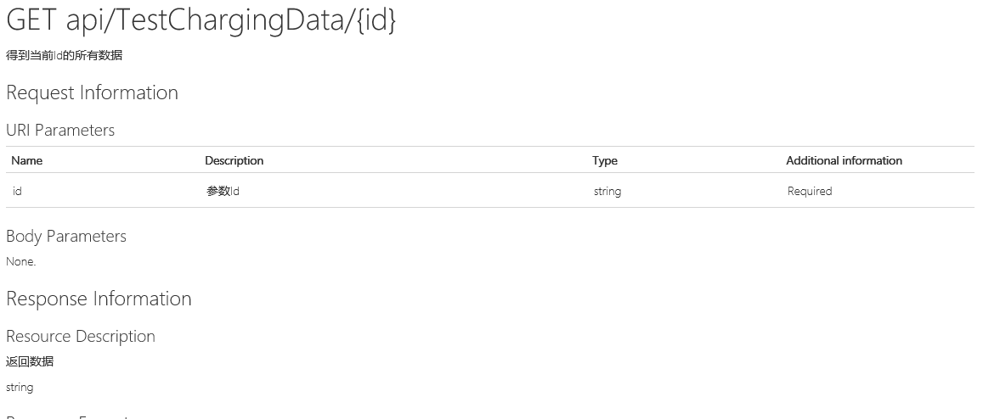 GET api/TestChargingData/{id}
得到当前Id的所有数据
Request Information
URI Parameters
Name Description Type Additional information
id 参数Id string Required
Body Parameters
None.
Response Information
Resource Description
返回数据
string